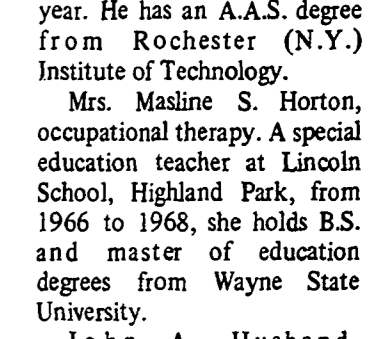 year. He has an A.A.S. degree
from Rochester (N.Y.)
Institute of Technology.
Mrs. Masline S. Horton,
occupational therapy. A special
education teacher at Lincoln
School, Highland Park, from
1966 to 1968, she holds B.S.
and master of education
degrees from Wayne State
University.
John A. Husband,